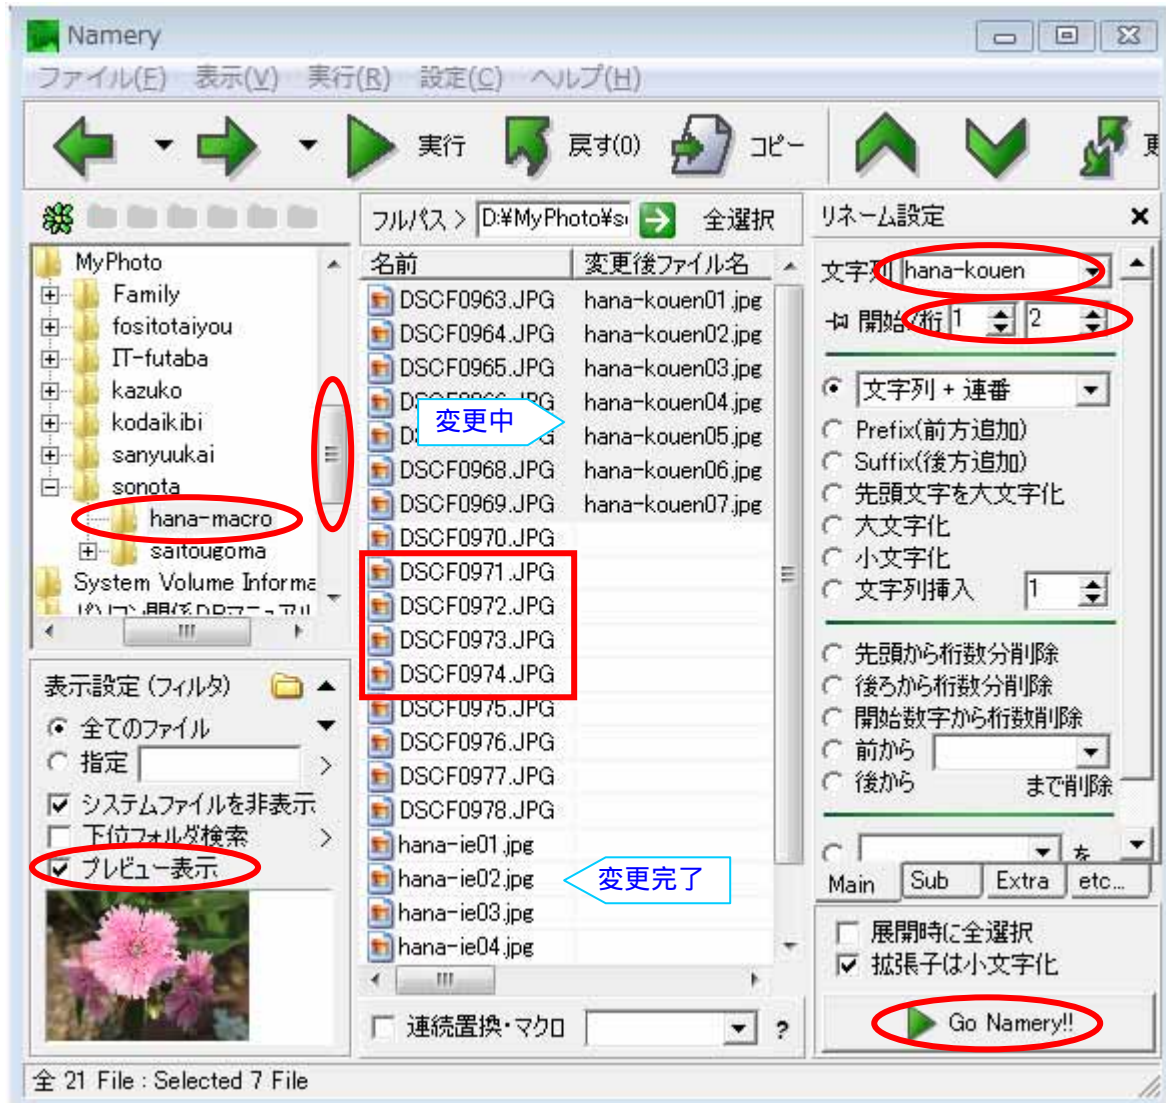 Namery
ファイル(F) 表示(V) 実行(R) 設定(C) ヘルプ(H)
実行 戻す(0) コピー
フルパス > D:¥MyPhoto¥s 全選択
MyPhoto
Family
fositotaiyou
IT-futaba
kazuko
kodaikibi
sanyuukai
sonota
hana-macro
saitougoma
System Volume Informa
表示設定 (フィルタ)
全てのファイル
指定 >
システムファイルを非表示
下位フォルダ検索 >
プレビュー表示
名前 変更後ファイル名
DSCF0963.JPG hana-kouen01.jpg
DSCF0964.JPG hana-kouen02.jpg
DSCF0965.JPG hana-kouen03.jpg
hana-kouen04.jpg
変更中
hana-kouen05.jpg
DSCF0968.JPG hana-kouen06.jpg
DSCF0969.JPG hana-kouen07.jpg
DSCF0970.JPG
DSCF0971.JPG
DSCF0972.JPG
DSCF0973.JPG
DSCF0974.JPG
DSCF0975.JPG
DSCF0976.JPG
DSCF0977.JPG
DSCF0978.JPG
hana-ie01.jpg
hana-ie02.jpg 変更完了
hana-ie03.jpg
hana-ie04.jpg
連続置換・マクロ ?
リネーム設定
文字列 hana-kouen
開始/桁 1 2
文字列 + 連番
Prefix(前方追加)
Suffix(後方追加)
先頭文字を大文字化
大文字化
小文字化
文字列挿入 1
先頭から桁数分削除
後ろから桁数分削除
開始数字から桁数削除
前から
後から まで削除
を
Main Sub Extra etc...
展開時に全選択
拡張子は小文字化
Go Namery!!
全 21 File : Selected 7 File